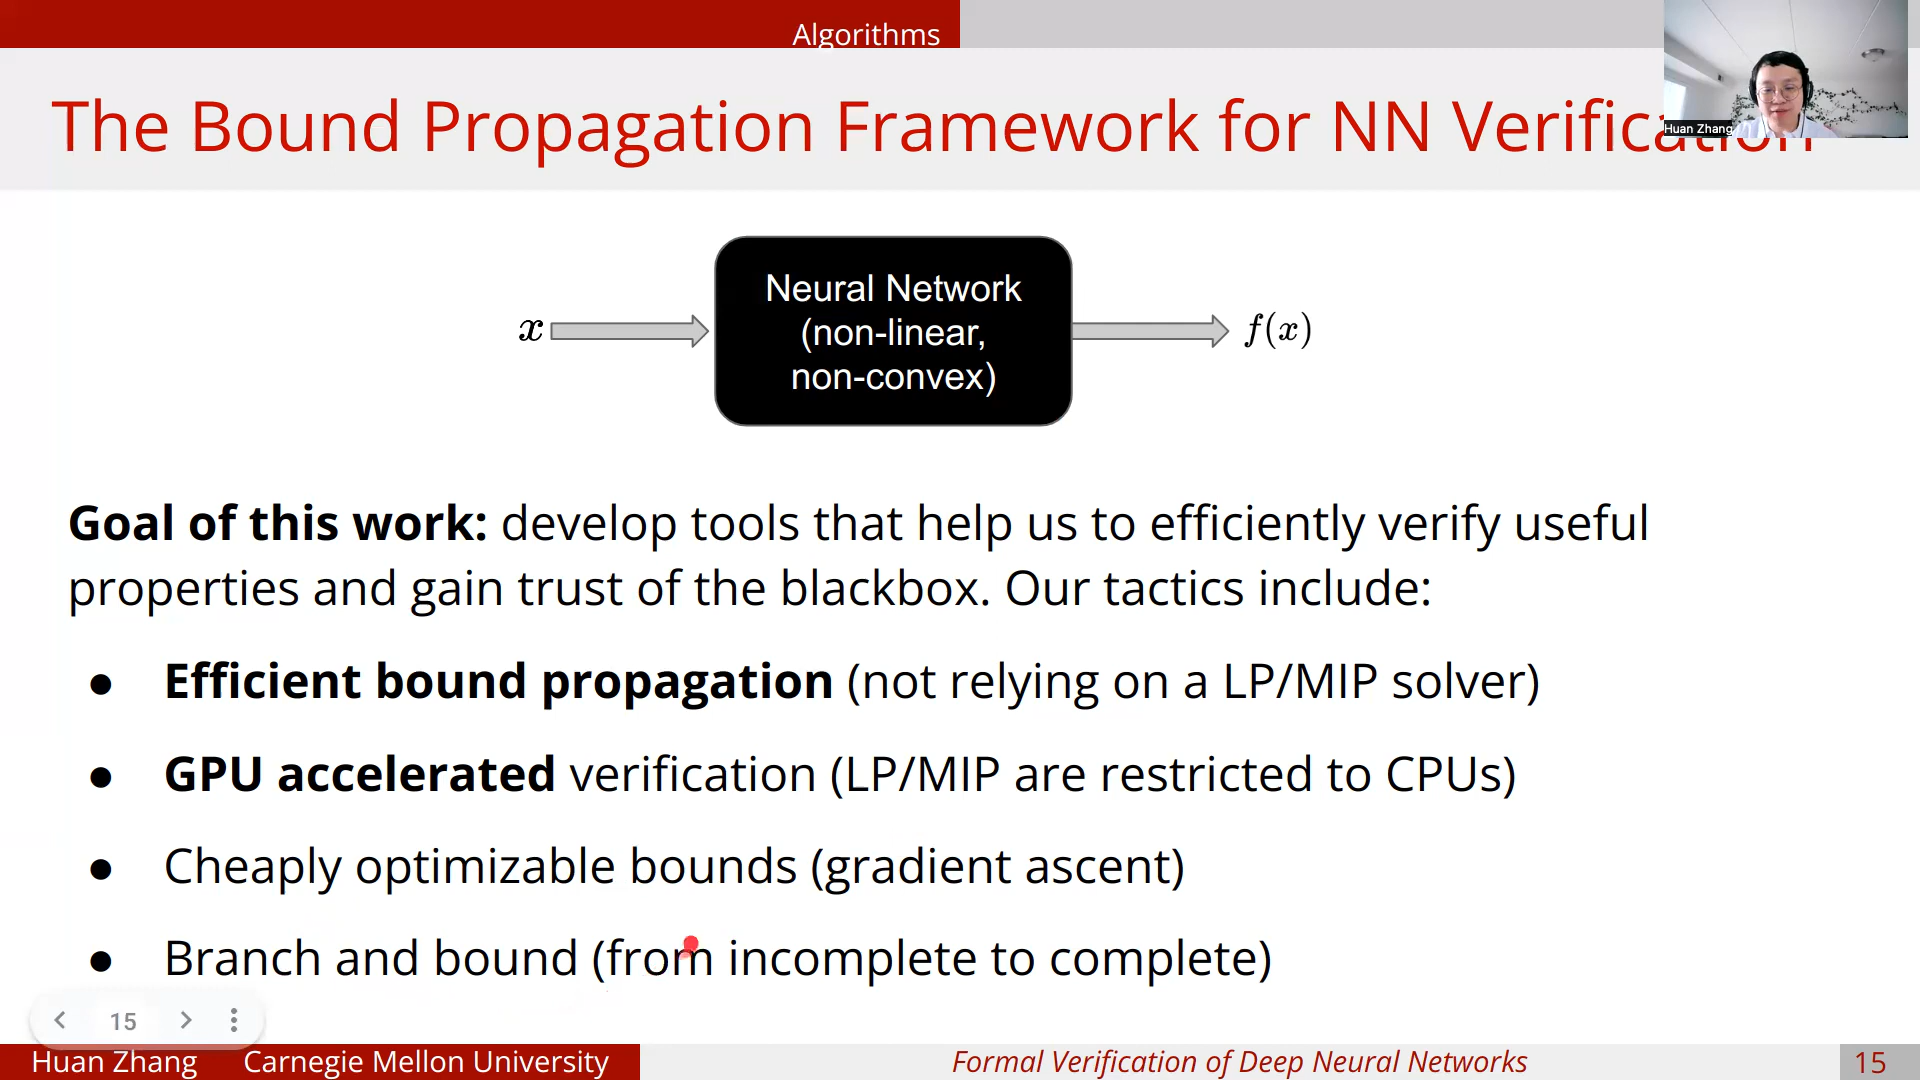 Algorithms
The Bound Propagation Framework for NN Verification
Huan Zhang
Neural Network
(non-linear,
non-convex)
x
f(x)
Goal of this work: develop tools that help us to efficiently verify useful
properties and gain trust of the blackbox. Our tactics include:
● Efficient bound propagation (not relying on a LP/MIP solver)
● GPU accelerated verification (LP/MIP are restricted to CPUs)
● Cheaply optimizable bounds (gradient ascent)
● Branch and bound (from incomplete to complete)
15
Huan Zhang Carnegie Mellon University
Formal Verification of Deep Neural Networks
15